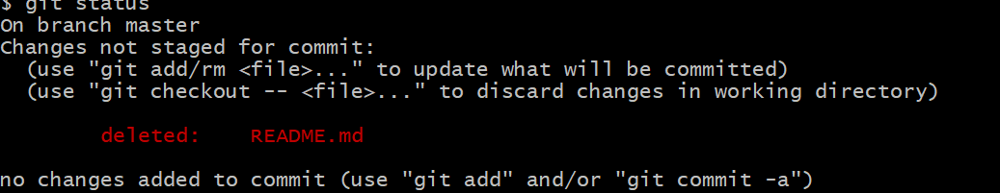 $ git status
On branch master
Changes not staged for commit:
(use "git add/rm <file>..." to update what will be committed)
(use "git checkout -- <file>..." to discard changes in working directory)
deleted: README.md
no changes added to commit (use "git add" and/or "git commit -a")